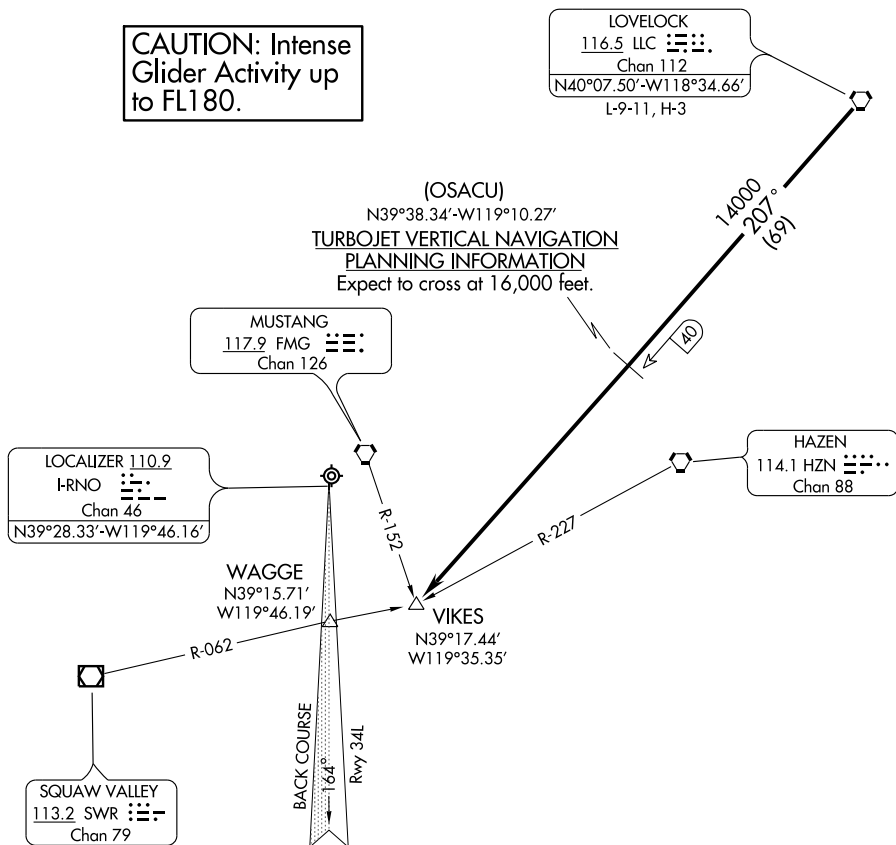 CAUTION: Intense
Glider Activity up
to FL180.
LOVELOCK
116.5 LLC
Chan 112
N40°07.50'-W118°34.66'
L-9-11, H-3
14000
207°
(69)
(OSACU)
N39°38.34'-W119°10.27'
TURBOJET VERTICAL NAVIGATION
PLANNING INFORMATION
Expect to cross at 16,000 feet.
40
MUSTANG
117.9 FMG
Chan 126
HAZEN
114.1 HZN
Chan 88
LOCALIZER 110.9
I-RNO
Chan 46
N39°28.33'-W119°46.16'
R-152
R-227
WAGGE
N39°15.71'
W119°46.19'
VIKES
N39°17.44'
W119°35.35'
R-062
BACK COURSE
164°
Rwy 34L
SQUAW VALLEY
113.2 SWR
Chan 79